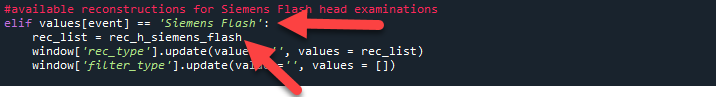 #available reconstructions for Siemens Flash head examinations
elif values[event] == 'Siemens Flash':
rec_list = rec_h_siemens_flash
window['rec_type'].update(value ='', values = rec_list)
window['filter_type'].update(value ='', values = [])